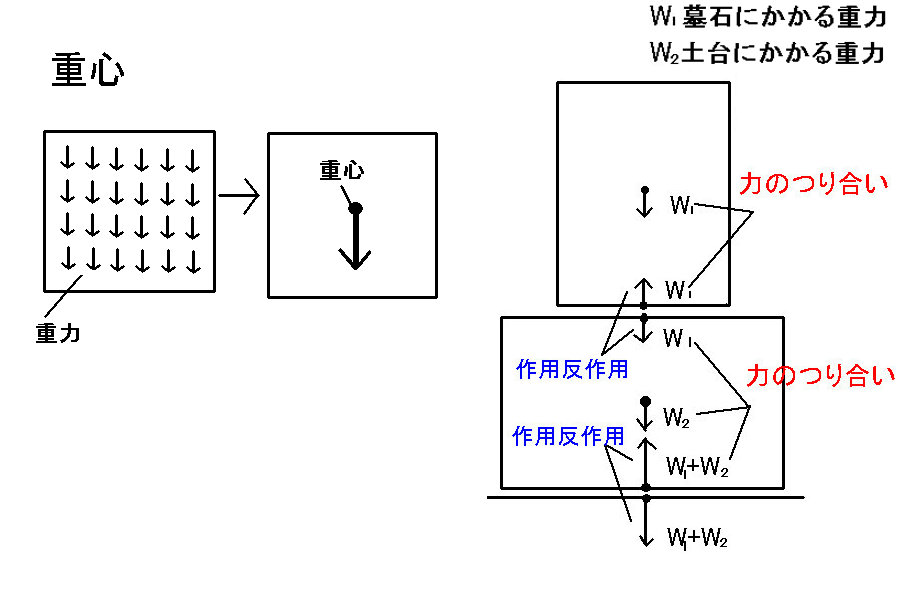 重心
重力
重心
W₁墓石にかかる重力
W₂土台にかかる重力
W₁
力のつり合い
W₁
W₁
作用反作用
力のつり合い
W₂
作用反作用
W₁+W₂
W₁+W₂